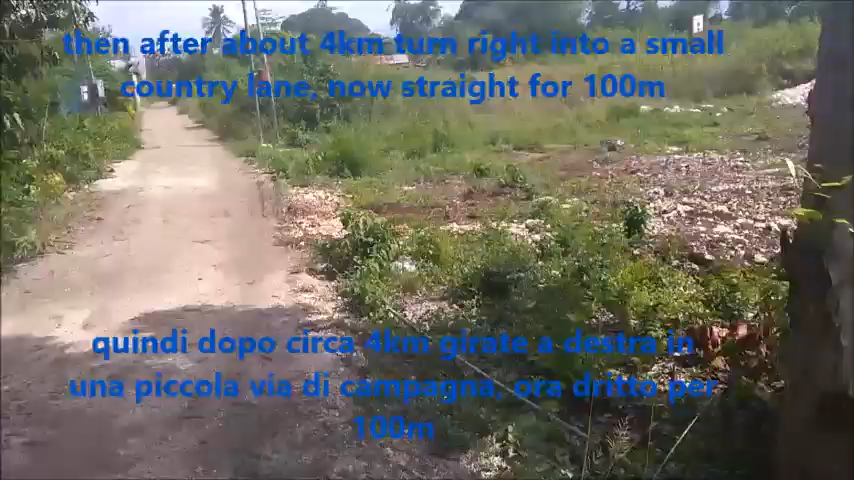 then after about 4km turn right into a small
country lane, now straight for 100m
quindi dopo circa 4km girate a destra in
una piccola via di campagna, ora dritto per
100m